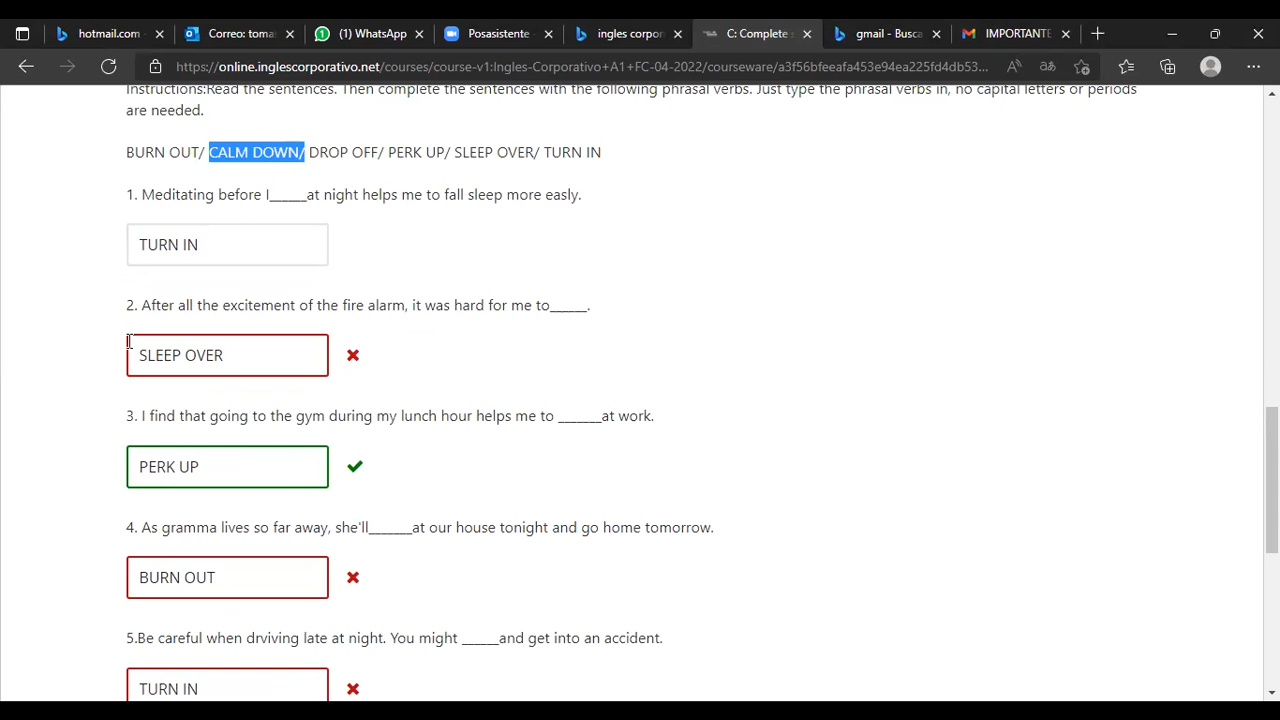 hotmail.com
Correo: toma
(1) WhatsApp
Posasistente
ingles corpor
C: Complete
gmail - Busca
IMPORTANTE
https://online.inglescorporativo.net/courses/course-v1:Ingles-Corporativo+A1+FC-04-2022/courseware/a3f56bfeeafa453e94ea225fd4db53...
Instructions:Read the sentences. Then complete the sentences with the following phrasal verbs. Just type the phrasal verbs in, no capital letters or periods
are needed.
BURN OUT/ CALM DOWN/ DROP OFF/ PERK UP/ SLEEP OVER/ TURN IN
1. Meditating before I______at night helps me to fall sleep more easly.
TURN IN
2. After all the excitement of the fire alarm, it was hard for me to______.
SLEEP OVER
3. I find that going to the gym during my lunch hour helps me to _______at work.
PERK UP
4. As gramma lives so far away, she'll_______at our house tonight and go home tomorrow.
BURN OUT
5.Be careful when drviving late at night. You might ______and get into an accident.
TURN IN